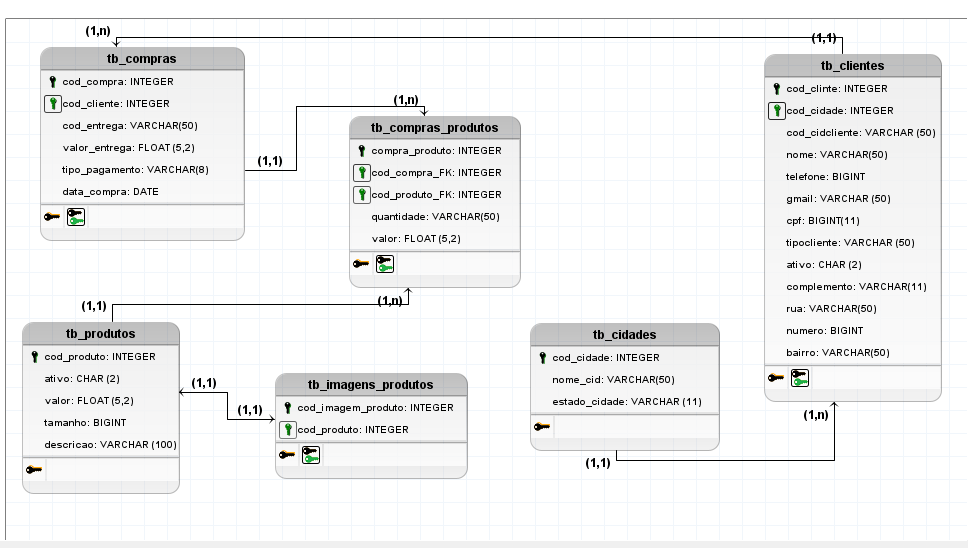 (1,n)
tb_compras
cod_compra: INTEGER
cod_cliente: INTEGER
cod_entrega: VARCHAR(50)
valor_entrega: FLOAT(5,2)
tipo_pagamento: VARCHAR(8)
data_compra: DATE
(1,1)
(1,n)
tb_compras_produtos
compra_produto: INTEGER
cod_compra_FK: INTEGER
cod_produto_FK: INTEGER
quantidade: VARCHAR(50)
valor: FLOAT(5,2)
(1,1)
tb_clientes
cod_clinte: INTEGER
cod_cidade: INTEGER
cod_cidcliente: VARCHAR (50)
nome: VARCHAR(50)
telefone: BIGINT
gmail: VARCHAR (50)
cpf: BIGINT(11)
tipocliente: VARCHAR (50)
ativo: CHAR (2)
complemento: VARCHAR(11)
rua: VARCHAR(50)
numero: BIGINT
bairro: VARCHAR(50)
(1,n)
(1,1)
(1,n)
tb_produtos
cod_produto: INTEGER
ativo: CHAR (2)
valor: FLOAT(5,2)
tamanho: BIGINT
descricao: VARCHAR (100)
(1,1)
(1,1)
tb_imagens_produtos
cod_imagem_produto: INTEGER
cod_produto: INTEGER
tb_cidades
cod_cidade: INTEGER
nome_cid: VARCHAR(50)
estado_cidade: VARCHAR (11)
(1,1)